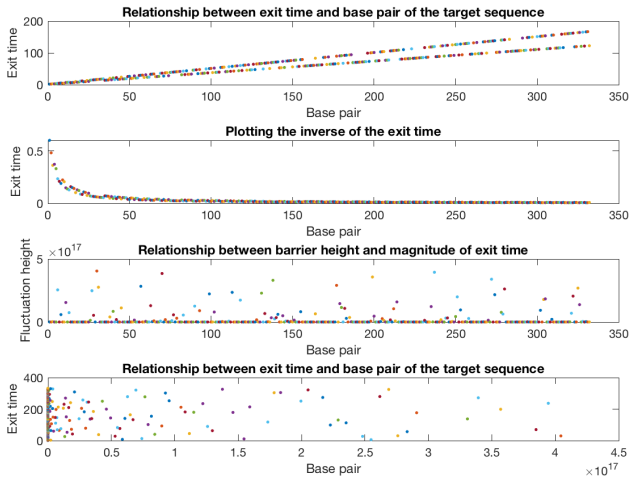 Relationship between exit time and base pair of the target sequence
200
100
0
Exit time
0 50 100 150 200 250 300 350
Base pair
Plotting the inverse of the exit time
0.5
0
Exit time
0 50 100 150 200 250 300 350
Base pair
×10^17
Relationship between barrier height and magnitude of exit time
5
0
Fluctuation height
0 50 100 150 200 250 300 350
Base pair
Relationship between exit time and base pair of the target sequence
400
200
0
Exit time
0 0.5 1 1.5 2 2.5 3 3.5 4 4.5
Base pair
×10^17